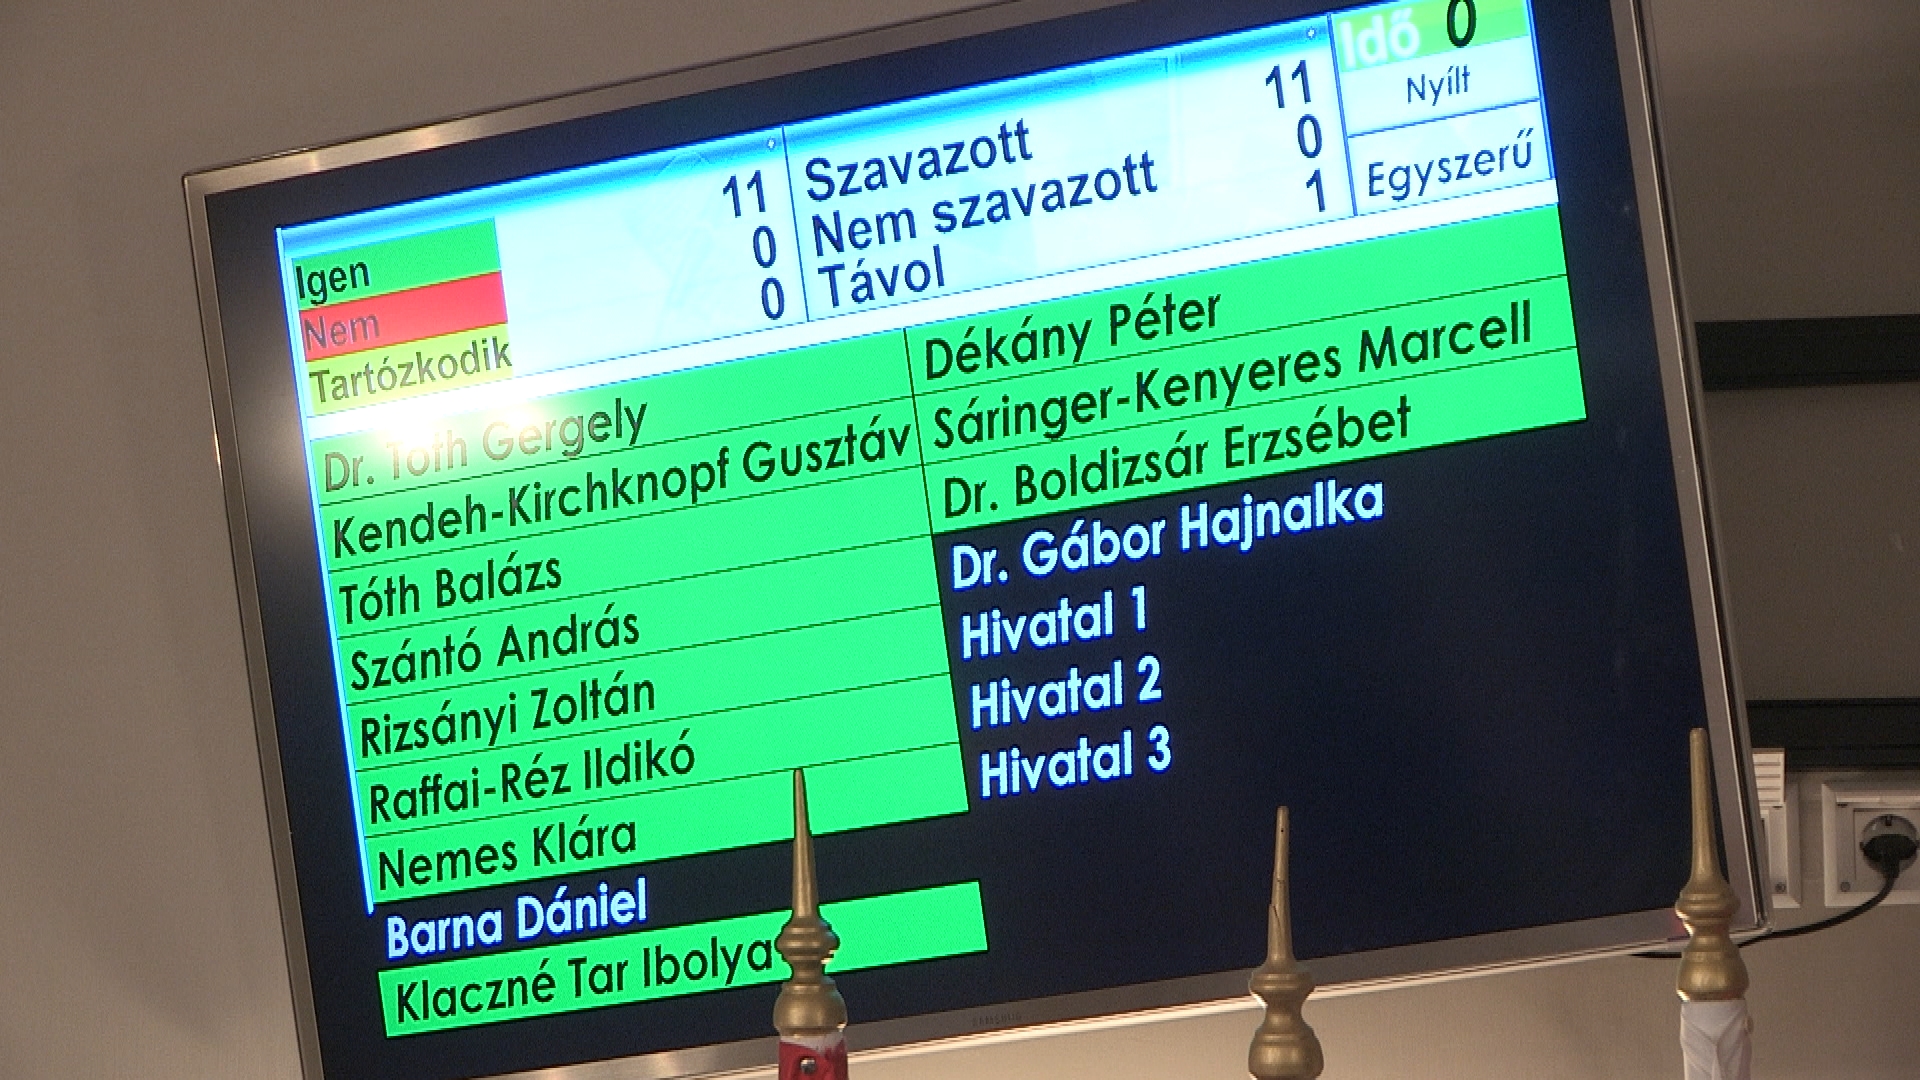 Igen 11
Nem 0
Tartózkodik 0
Szavazott 11
Nem szavazott 0
Távol 1
Idő 0
Nyílt
Egyszerű
Dr. Tóth Gergely
Kendeh-Kirchknopf Gusztáv
Tóth Balázs
Szántó András
Rizsányi Zoltán
Raffai-Réz Ildikó
Nemes Klára
Barna Dániel
Klaczné Tar Ibolya
Dékány Péter
Sáringer-Kenyeres Marcell
Dr. Boldizsár Erzsébet
Dr. Gábor Hajnalka
Hivatal 1
Hivatal 2
Hivatal 3
SAMSUNG